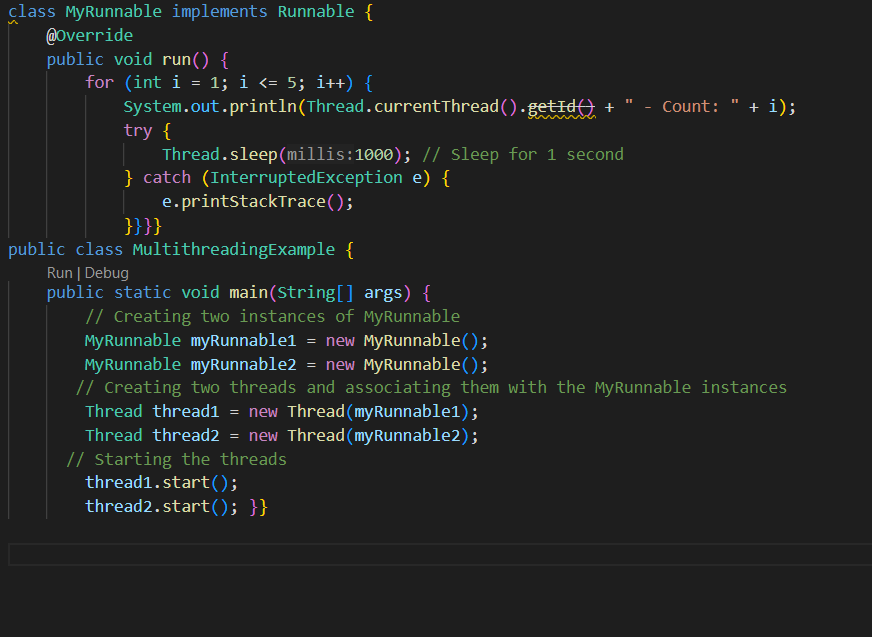 class MyRunnable implements Runnable {
    @Override
    public void run() {
        for (int i = 1; i <= 5; i++) {
            System.out.println(Thread.currentThread().getId() + " - Count: " + i);
            try {
                Thread.sleep(millis:1000); // Sleep for 1 second
            } catch (InterruptedException e) {
                e.printStackTrace();
            }}}}
public class MultithreadingExample {
    Run | Debug
    public static void main(String[] args) {
        // Creating two instances of MyRunnable
        MyRunnable myRunnable1 = new MyRunnable();
        MyRunnable myRunnable2 = new MyRunnable();
       // Creating two threads and associating them with the MyRunnable instances
        Thread thread1 = new Thread(myRunnable1);
        Thread thread2 = new Thread(myRunnable2);
      // Starting the threads
        thread1.start();
        thread2.start(); }}